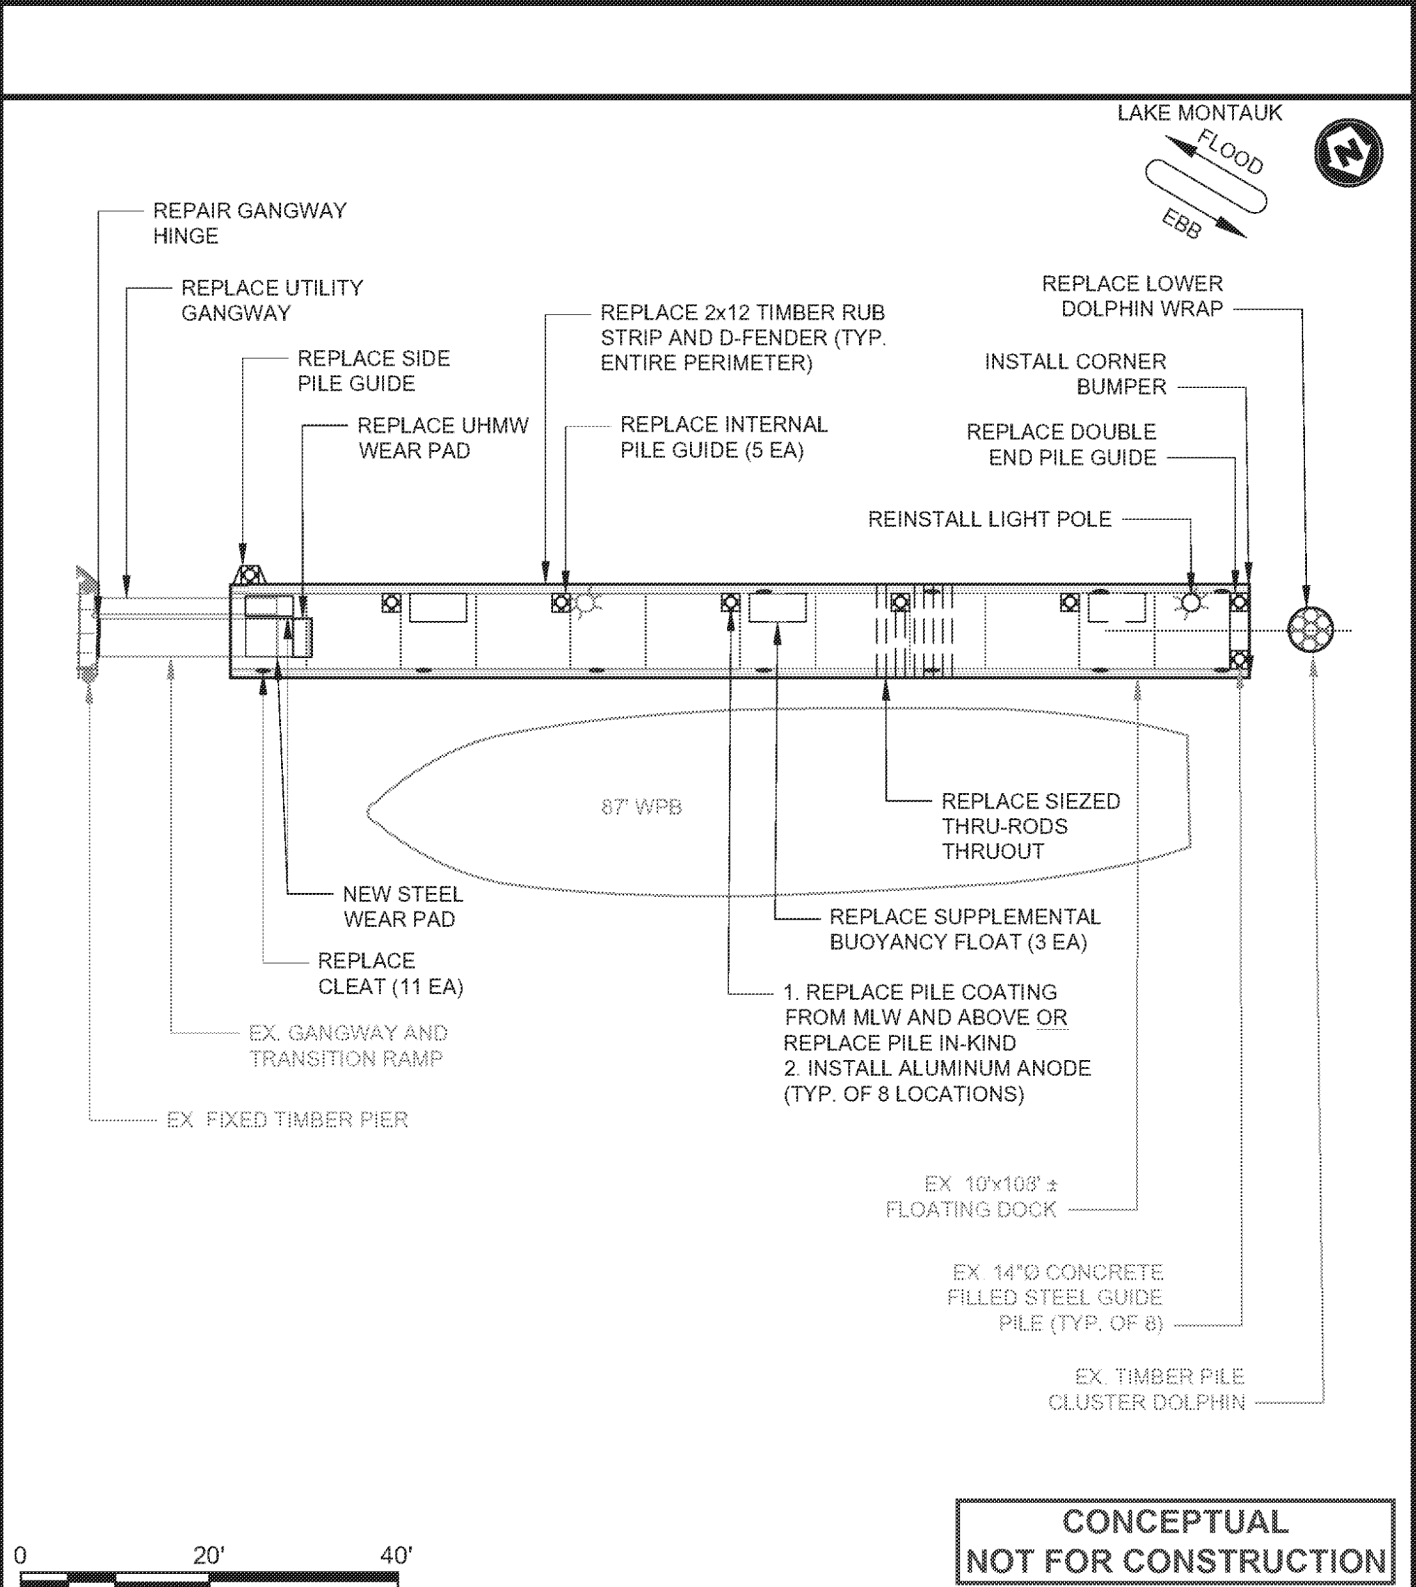 LAKE MONTAUK
FLOOD
EBB
N
REPAIR GANGWAY
HINGE
REPLACE UTILITY
GANGWAY
REPLACE SIDE
PILE GUIDE
REPLACE UHMW
WEAR PAD
REPLACE 2x12 TIMBER RUB
STRIP AND D-FENDER (TYP.
ENTIRE PERIMETER)
REPLACE INTERNAL
PILE GUIDE (5 EA)
REPLACE LOWER
DOLPHIN WRAP
INSTALL CORNER
BUMPER
REPLACE DOUBLE
END PILE GUIDE
REINSTALL LIGHT POLE
87' WPB
REPLACE SIEZED
THRU-RODS
THRUOUT
NEW STEEL
WEAR PAD
REPLACE SUPPLEMENTAL
BUOYANCY FLOAT (3 EA)
REPLACE
CLEAT (11 EA)
1. REPLACE PILE COATING
FROM MLW AND ABOVE OR
REPLACE PILE IN-KIND
2. INSTALL ALUMINUM ANODE
(TYP. OF 8 LOCATIONS)
EX. GANGWAY AND
TRANSITION RAMP
EX FIXED TIMBER PIER
EX 10'x108' ±
FLOATING DOCK
EX. 14"Ø CONCRETE
FILLED STEEL GUIDE
PILE (TYP. OF 8)
EX. TIMBER PILE
CLUSTER DOLPHIN
CONCEPTUAL
NOT FOR CONSTRUCTION
0 20' 40'